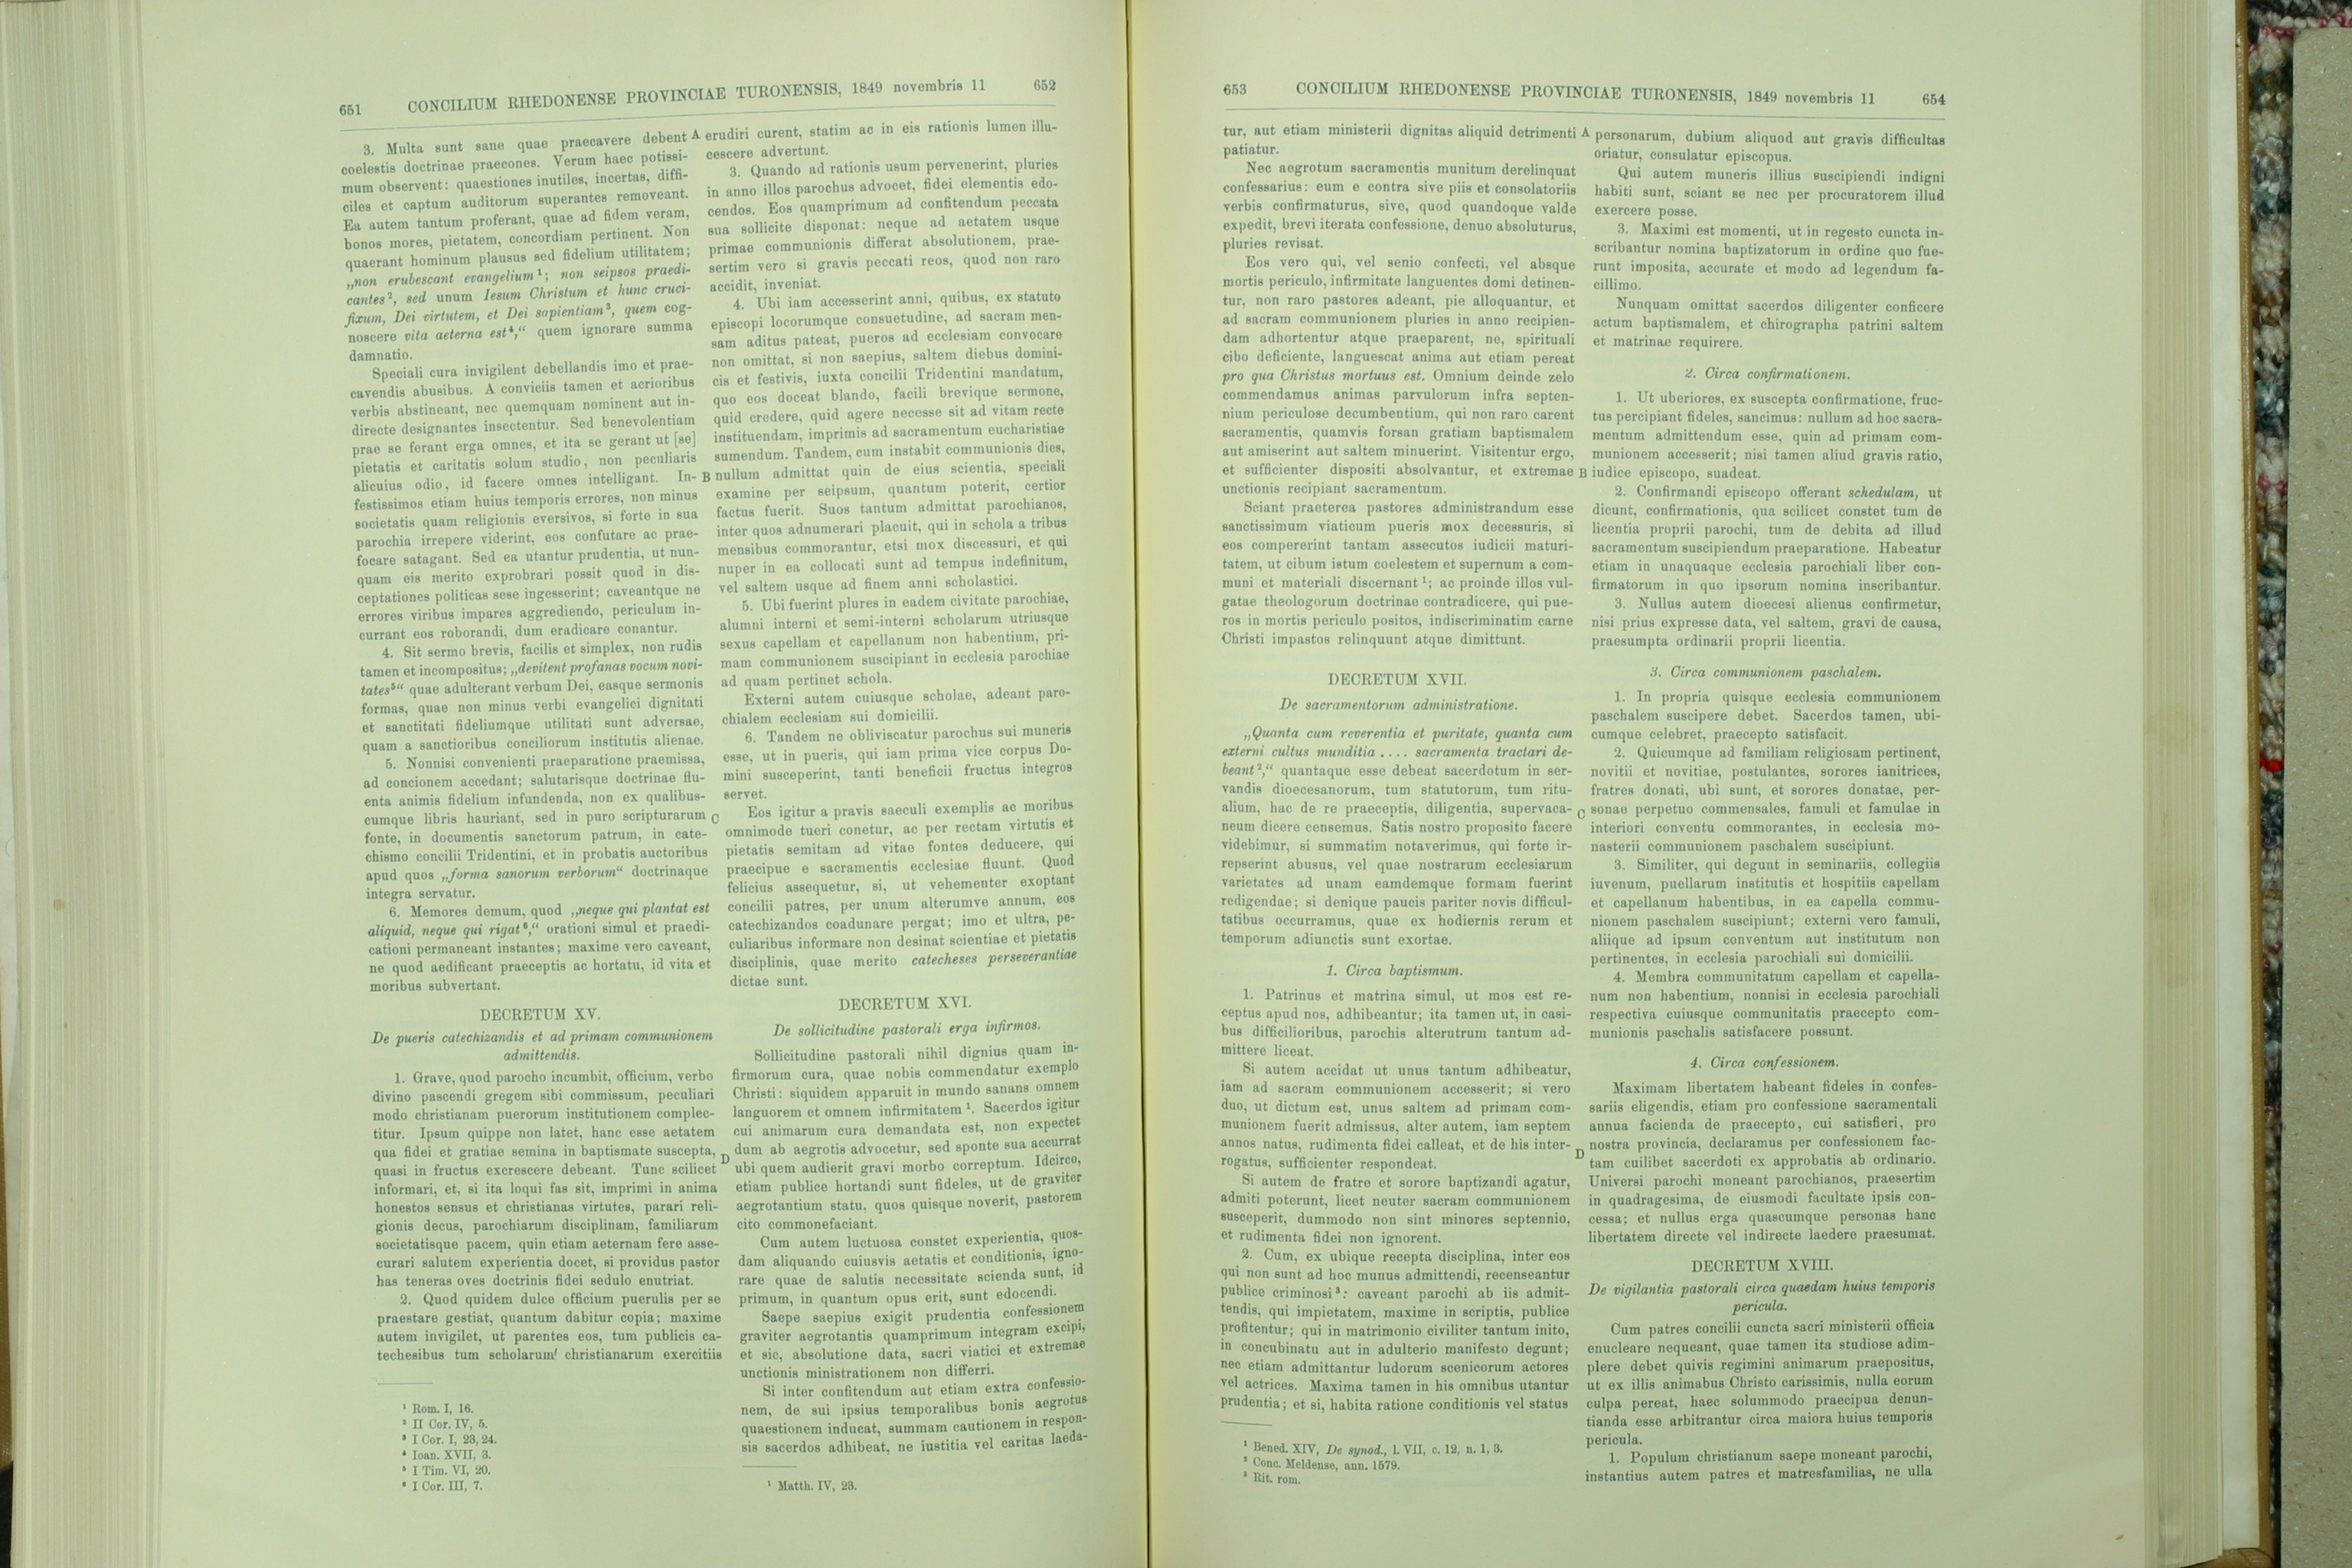 651
CONCILIUM RHEDONENSE PROVINCIAE TURONENSIS, 1849 novembris 11
652
3. Multa sunt sane quae praecavere debent
coelestis doctrinae praecones. Verum haec potissi-
mum observent: quaestiones inutiles, incertas, diffi-
ciles et captum auditorum superantes removeant.
Ea autem tantum proferant, quae ad fidem veram,
bonos mores, pietatem, concordiam pertinent. Non
quaerant hominum plausus sed fidelium utilitatem;
„non erubescant evangelium¹; non seipsos praedi-
cantes², sed unum Iesum Christum et hunc cruci-
fixum, Dei virtutem, et Dei sapientiam³, quem cog-
noscere vita aeterna est⁴,“ quem ignorare summa
damnatio.
Speciali cura invigilent debellandis imo et prae-
cavendis abusibus. A conviciis tamen et acrioribus
verbis abstineant, nec quemquam nominent aut in-
directe designantes insectentur. Sed benevolentiam
prae se ferant erga omnes, et ita se gerant ut [se]
pietatis et caritatis solum studio, non peculiaris
alicuius odio, id facere omnes intelligant. In-
festissimos etiam huius temporis errores, non minus
societatis quam religionis eversivos, si forte in sua
parochia irrepere viderint, eos confutare ac prae-
focare satagant. Sed ea utantur prudentia, ut nun-
quam eis merito exprobrari possit quod in dis-
ceptationes politicas sese ingesserint; caveantque ne
errores viribus impares aggrediendo, periculum in-
currant eos roborandi, dum eradicare conantur.
4. Sit sermo brevis, facilis et simplex, non rudis
tamen et incompositus; „devitent profanas vocum novi-
tates⁵“ quae adulterant verbum Dei, easque sermonis
formas, quae non minus verbi evangelici dignitati
et sanctitati fideliumque utilitati sunt adversae,
quam a sanctioribus conciliorum institutis alienae.
5. Nonnisi convenienti praeparatione praemissa,
ad concionem accedant; salutarisque doctrinae flu-
enta animis fidelium infundenda, non ex qualibus-
cumque libris hauriant, sed in puro scripturarum
fonte, in documentis sanctorum patrum, in cate-
chismo concilii Tridentini, et in probatis auctoribus
apud quos „forma sanorum verborum“ doctrinaque
integra servatur.
6. Memores demum, quod „neque qui plantat est
aliquid, neque qui rigat⁶,“ orationi simul et praedi-
cationi permaneant instantes; maxime vero caveant,
ne quod aedificant praeceptis ac hortatu, id vita et
moribus subvertant.
DECRETUM XV.
De pueris catechizandis et ad primam communionem
admittendis.
1. Grave, quod parocho incumbit, officium, verbo
divino pascendi gregem sibi commissum, peculiari
modo christianam puerorum institutionem complec-
titur. Ipsum quippe non latet, hanc esse aetatem
qua fidei et gratiae semina in baptismate suscepta,
quasi in fructus excrescere debeant. Tunc scilicet
informari, et, si ita loqui fas sit, imprimi in anima
honestos sensus et christianas virtutes, parari reli-
gionis decus, parochiarum disciplinam, familiarum
societatisque pacem, quin etiam aeternam fere asse-
curari salutem experientia docet, si providus pastor
has teneras oves doctrinis fidei sedulo enutriat.
2. Quod quidem dulce officium puerulis per se
praestare gestiat, quantum dabitur copia; maxime
autem invigilet, ut parentes eos, tum publicis ca-
techesibus tum scholarum christianarum exercitiis
¹ Rom. I, 16.
² II Cor. IV, 5.
³ I Cor. I, 23, 24.
⁴ Ioan. XVII, 3.
⁵ I Tim. VI, 20.
⁶ I Cor. III, 7.
A
B
C
D
erudiri curent, statim ac in eis rationis lumen illu-
cescere advertunt.
3. Quando ad rationis usum pervenerint, pluries
in anno illos parochus advocet, fidei elementis edo-
cendos. Eos quamprimum ad confitendum peccata
sua sollicite disponat: neque ad aetatem usque
primae communionis differat absolutionem, prae-
sertim vero si gravis peccati reos, quod non raro
accidit, inveniat.
4. Ubi iam accesserint anni, quibus, ex statuto
episcopi locorumque consuetudine, ad sacram men-
sam aditus pateat, pueros ad ecclesiam convocare
non omittat, si non saepius, saltem diebus domini-
cis et festivis, iuxta concilii Tridentini mandatum,
quo eos doceat blando, facili brevique sermone,
quid credere, quid agere necesse sit ad vitam recte
instituendam, imprimis ad sacramentum eucharistiae
sumendum. Tandem, cum instabit communionis dies,
nullum admittat quin de eius scientia, speciali
examine per seipsum, quantum poterit, certior
factus fuerit. Suos tantum admittat parochianos,
inter quos adnumerari placuit, qui in schola a tribus
mensibus commorantur, etsi mox discessuri, et qui
nuper in ea collocati sunt ad tempus indefinitum,
vel saltem usque ad finem anni scholastici.
5. Ubi fuerint plures in eadem civitate parochiae,
alumni interni et semi-interni scholarum utriusque
sexus capellam et capellanum non habentium, pri-
mam communionem suscipiant in ecclesia parochiae
ad quam pertinet schola.
Externi autem cuiusque scholae, adeant paro-
chialem ecclesiam sui domicilii.
6. Tandem ne obliviscatur parochus sui muneris
esse, ut in pueris, qui iam prima vice corpus Do-
mini susceperint, tanti beneficii fructus integros
servet.
Eos igitur a pravis saeculi exemplis ac moribus
omnimode tueri conetur, ac per rectam virtutis et
pietatis semitam ad vitae fontes deducere, qui
praecipue e sacramentis ecclesiae fluunt. Quod
felicius assequetur, si, ut vehementer exoptant
concilii patres, per unum alterumve annum, eos
catechizandos coadunare pergat; imo et ultra, pe-
culiaribus informare non desinat scientiae et pietatis
disciplinis, quae merito catecheses perseverantiae
dictae sunt.
DECRETUM XVI.
De sollicitudine pastorali erga infirmos.
Sollicitudine pastorali nihil dignius quam in-
firmorum cura, quae nobis commendatur exemplo
Christi: siquidem apparuit in mundo sanans omnem
languorem et omnem infirmitatem¹. Sacerdos igitur
cui animarum cura demandata est, non expectet
dum ab aegrotis advocetur, sed sponte sua accurrat
ubi quem audierit gravi morbo correptum. Idcirco,
etiam publice hortandi sunt fideles, ut de graviter
aegrotantium statu, quos quisque noverit, pastorem
cito commonefaciant.
Cum autem luctuosa constet experientia, quos-
dam aliquando cuiusvis aetatis et conditionis, igno-
rare quae de salutis necessitate scienda sunt, id
primum, in quantum opus erit, sunt edocendi.
Saepe saepius exigit prudentia confessionem
graviter aegrotantis quamprimum integram excipi,
et sic, absolutione data, sacri viatici et extremae
unctionis ministrationem non differri.
Si inter confitendum aut etiam extra confessio-
nem, de sui ipsius temporalibus bonis aegrotus
quaestionem inducat, summam cautionem in respon-
sis sacerdos adhibeat, ne iustitia vel caritas laeda-
¹ Matth. IV, 23.
653
CONCILIUM RHEDONENSE PROVINCIAE TURONENSIS, 1849 novembris 11
654
tur, aut etiam ministerii dignitas aliquid detrimenti
patiatur.
Nec aegrotum sacramentis munitum derelinquat
confessarius: eum e contra sive piis et consolatoriis
verbis confirmaturus, sive, quod quandoque valde
expedit, brevi iterata confessione, denuo absoluturus,
pluries revisat.
Eos vero qui, vel senio confecti, vel absque
mortis periculo, infirmitate languentes domi detinen-
tur, non raro pastores adeant, pie alloquantur, et
ad sacram communionem pluries in anno recipien-
dam adhortentur atque praeparent, ne, spirituali
cibo deficiente, languescat anima aut etiam pereat
pro qua Christus mortuus est. Omnium deinde zelo
commendamus animas parvulorum infra septen-
nium periculose decumbentium, qui non raro carent
sacramentis, quamvis forsan gratiam baptismalem
aut amiserint aut saltem minuerint. Visitentur ergo,
et sufficienter dispositi absolvantur, et extremae
unctionis recipiant sacramentum.
Sciant praeterea pastores administrandum esse
sanctissimum viaticum pueris mox decessuris, si
eos compererint tantam assecutos iudicii maturi-
tatem, ut cibum istum coelestem et supernum a com-
muni et materiali discernant¹; ac proinde illos vul-
gatae theologorum doctrinae contradicere, qui pue-
ros in mortis periculo positos, indiscriminatim carne
Christi impastos relinquunt atque dimittunt.
DECRETUM XVII.
De sacramentorum administratione.
„Quanta cum reverentia et puritate, quanta cum
externi cultus munditia .... sacramenta tractari de-
beant²,“ quantaque esse debeat sacerdotum in ser-
vandis dioecesanorum, tum statutorum, tum ritu-
alium, hac de re praeceptis, diligentia, supervaca-
neum dicere censemus. Satis nostro proposito facere
videbimur, si summatim notaverimus, qui forte ir-
repserint abusus, vel quae nostrarum ecclesiarum
varietates ad unam eamdemque formam fuerint
redigendae; si denique paucis pariter novis difficul-
tatibus occurramus, quae ex hodiernis rerum et
temporum adiunctis sunt exortae.
1. Circa baptismum.
1. Patrinus et matrina simul, ut mos est re-
ceptus apud nos, adhibeantur; ita tamen ut, in casi-
bus difficilioribus, parochis alterutrum tantum ad-
mittere liceat.
Si autem accidat ut unus tantum adhibeatur,
iam ad sacram communionem accesserit; si vero
duo, ut dictum est, unus saltem ad primam com-
munionem fuerit admissus, alter autem, iam septem
annos natus, rudimenta fidei calleat, et de his inter-
rogatus, sufficienter respondeat.
Si autem de fratre et sorore baptizandi agatur,
admiti poterunt, licet neuter sacram communionem
susceperit, dummodo non sint minores septennio,
et rudimenta fidei non ignorent.
2. Cum, ex ubique recepta disciplina, inter eos
qui non sunt ad hoc munus admittendi, recenseantur
publice criminosi³: caveant parochi ab iis admit-
tendis, qui impietatem, maxime in scriptis, publice
profitentur; qui in matrimonio civiliter tantum inito,
in concubinatu aut in adulterio manifesto degunt;
nec etiam admittantur ludorum scenicorum actores
vel actrices. Maxima tamen in his omnibus utantur
prudentia; et si, habita ratione conditionis vel status
¹ Bened. XIV, De synod., l. VII, c. 12, n. 1, 3.
² Conc. Meldense, ann. 1579.
³ Rit. rom.
A
B
C
D
personarum, dubium aliquod aut gravis difficultas
oriatur, consulatur episcopus.
Qui autem muneris illius suscipiendi indigni
habiti sunt, sciant se nec per procuratorem illud
exercere posse.
3. Maximi est momenti, ut in regesto cuncta in-
scribantur nomina baptizatorum in ordine quo fue-
runt imposita, accurate et modo ad legendum fa-
cillimo.
Nunquam omittat sacerdos diligenter conficere
actum baptismalem, et chirographa patrini saltem
et matrinae requirere.
2. Circa confirmationem.
1. Ut uberiores, ex suscepta confirmatione, fruc-
tus percipiant fideles, sancimus: nullum ad hoc sacra-
mentum admittendum esse, quin ad primam com-
munionem accesserit; nisi tamen aliud gravis ratio,
iudice episcopo, suadeat.
2. Confirmandi episcopo offerant schedulam, ut
dicunt, confirmationis, qua scilicet constet tum de
licentia proprii parochi, tum de debita ad illud
sacramentum suscipiendum praeparatione. Habeatur
etiam in unaquaque ecclesia parochiali liber con-
firmatorum in quo ipsorum nomina inscribantur.
3. Nullus autem dioecesi alienus confirmetur,
nisi prius expresse data, vel saltem, gravi de causa,
praesumpta ordinarii proprii licentia.
3. Circa communionem paschalem.
1. In propria quisque ecclesia communionem
paschalem suscipere debet. Sacerdos tamen, ubi-
cumque celebret, praecepto satisfacit.
2. Quicumque ad familiam religiosam pertinent,
novitii et novitiae, postulantes, sorores ianitrices,
fratres donati, ubi sunt, et sorores donatae, per-
sonae perpetuo commensales, famuli et famulae in
interiori conventu commorantes, in ecclesia mo-
nasterii communionem paschalem suscipiunt.
3. Similiter, qui degunt in seminariis, collegiis
iuvenum, puellarum institutis et hospitiis capellam
et capellanum habentibus, in ea capella commu-
nionem paschalem suscipiunt; externi vero famuli,
aliique ad ipsum conventum aut institutum non
pertinentes, in ecclesia parochiali sui domicilii.
4. Membra communitatum capellam et capella-
num non habentium, nonnisi in ecclesia parochiali
respectiva cuiusque communitatis praecepto com-
munionis paschalis satisfacere possunt.
4. Circa confessionem.
Maximam libertatem habeant fideles in confes-
sariis eligendis, etiam pro confessione sacramentali
annua facienda de praecepto, cui satisfieri, pro
nostra provincia, declaramus per confessionem fac-
tam cuilibet sacerdoti ex approbatis ab ordinario.
Universi parochi moneant parochianos, praesertim
in quadragesima, de eiusmodi facultate ipsis con-
cessa; et nullus erga quascumque personas hanc
libertatem directe vel indirecte laedere praesumat.
DECRETUM XVIII.
De vigilantia pastorali circa quaedam huius temporis
pericula.
Cum patres concilii cuncta sacri ministerii officia
enucleare nequeant, quae tamen ita studiose adim-
plere debet quivis regimini animarum praepositus,
ut ex illis animabus Christo carissimis, nulla eorum
culpa pereat, haec solummodo praecipua denun-
tianda esse arbitrantur circa maiora huius temporis
pericula.
1. Populum christianum saepe moneant parochi,
instantius autem patres et matresfamilias, ne ulla